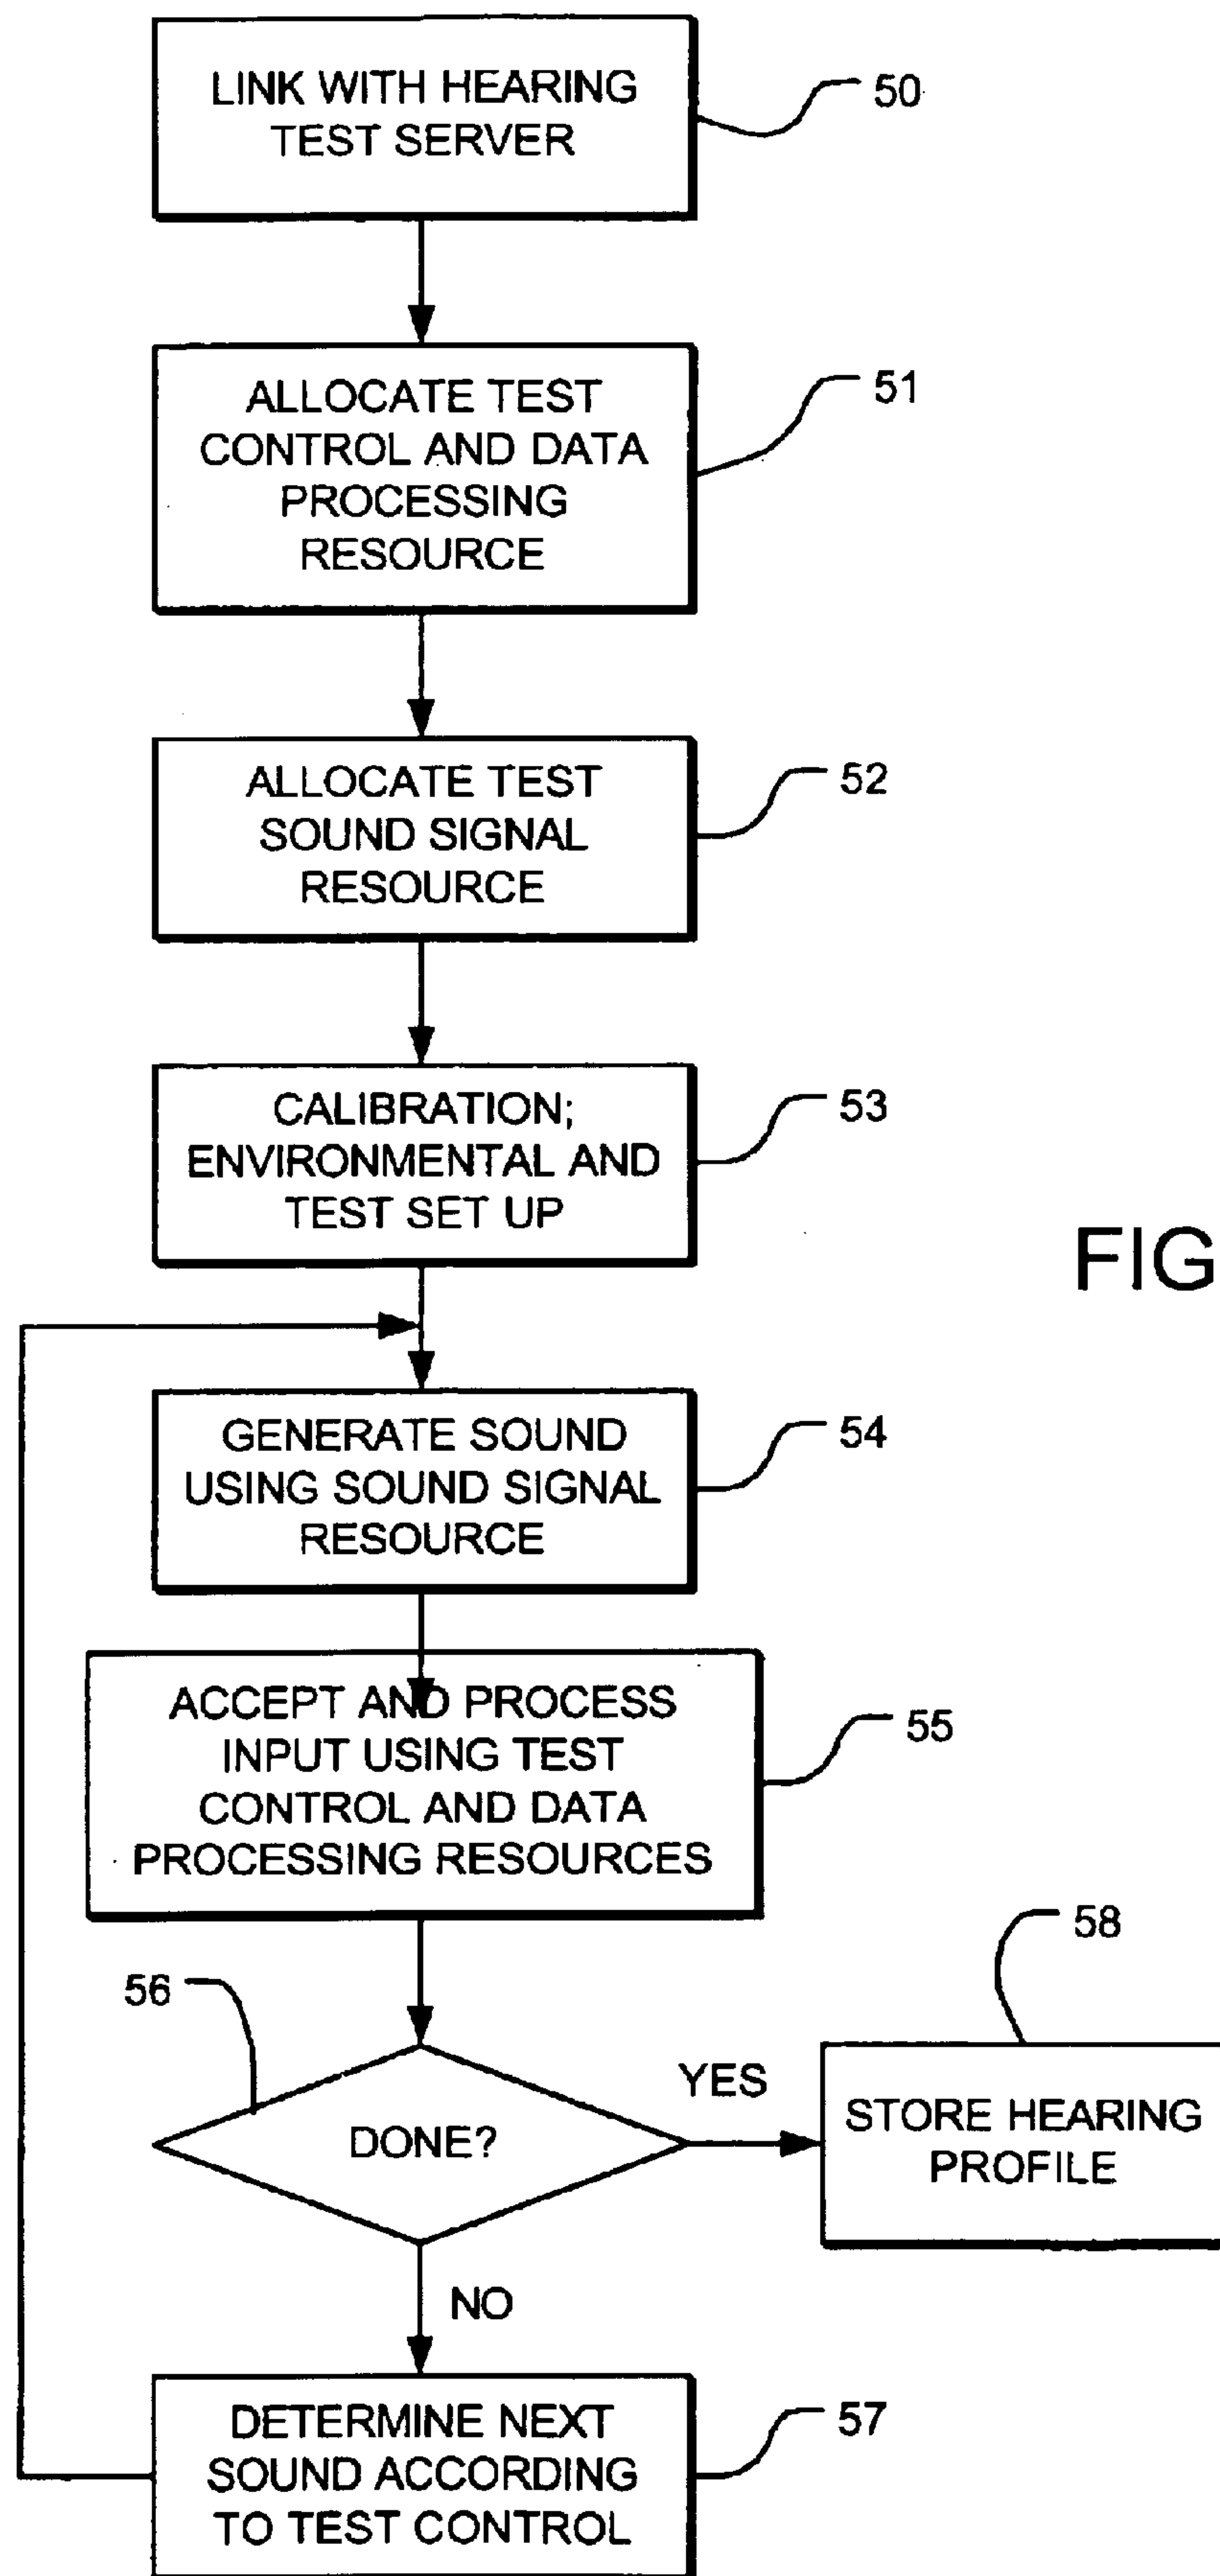 LINK WITH HEARING
TEST SERVER
50
ALLOCATE TEST
CONTROL AND DATA
PROCESSING
RESOURCE
51
ALLOCATE TEST
SOUND SIGNAL
RESOURCE
52
CALIBRATION;
ENVIRONMENTAL AND
TEST SET UP
53
FIG
GENERATE SOUND
USING SOUND SIGNAL
RESOURCE
54
ACCEPT AND PROCESS
INPUT USING TEST
CONTROL AND DATA
PROCESSING RESOURCES
55
56
DONE?
YES
58
STORE HEARING
PROFILE
NO
DETERMINE NEXT
SOUND ACCORDING
TO TEST CONTROL
57